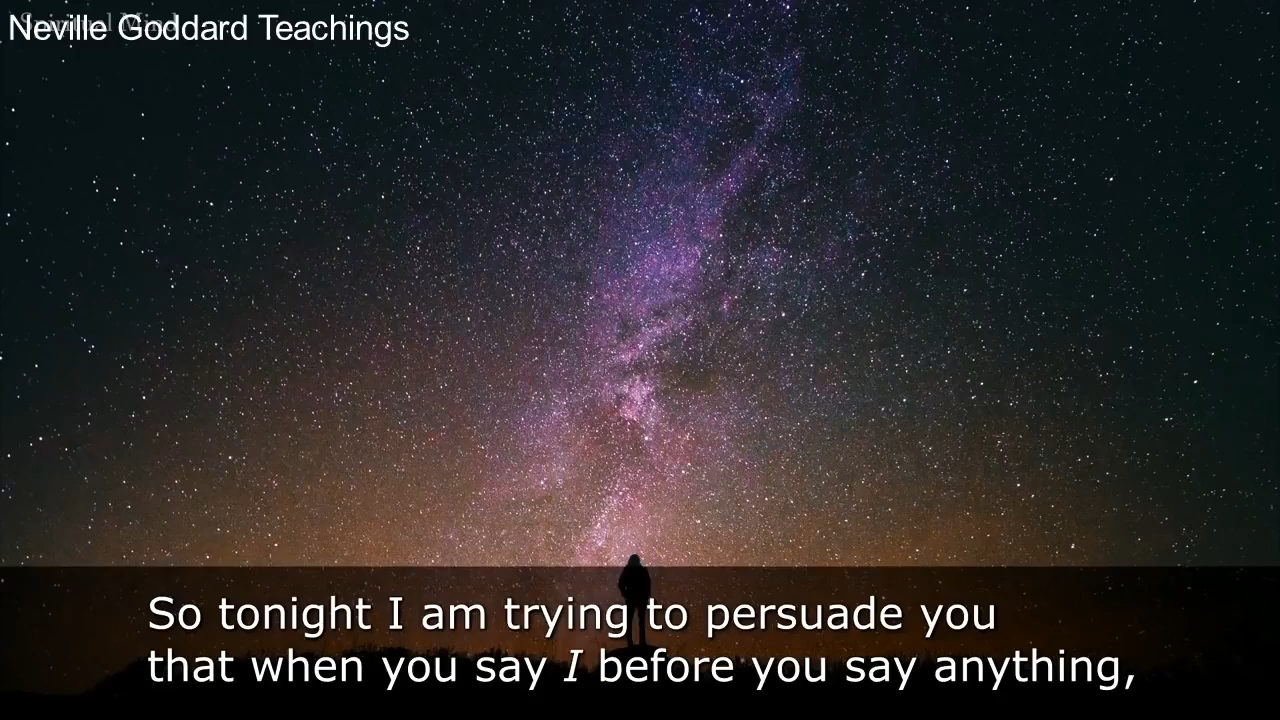 Neville Goddard Teachings
So tonight I am trying to persuade you
that when you say I before you say anything,